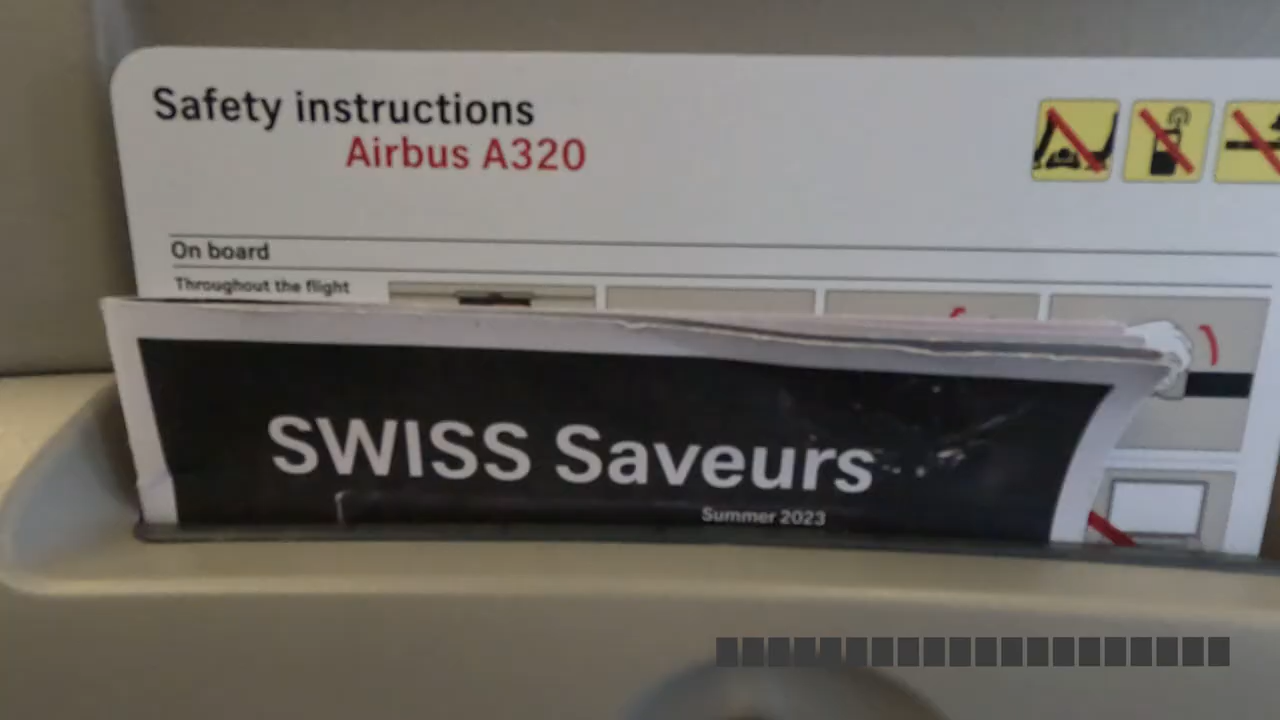 Safety instructions
Airbus A320
On board
Throughout the flight
SWISS Saveurs
Summer 2023